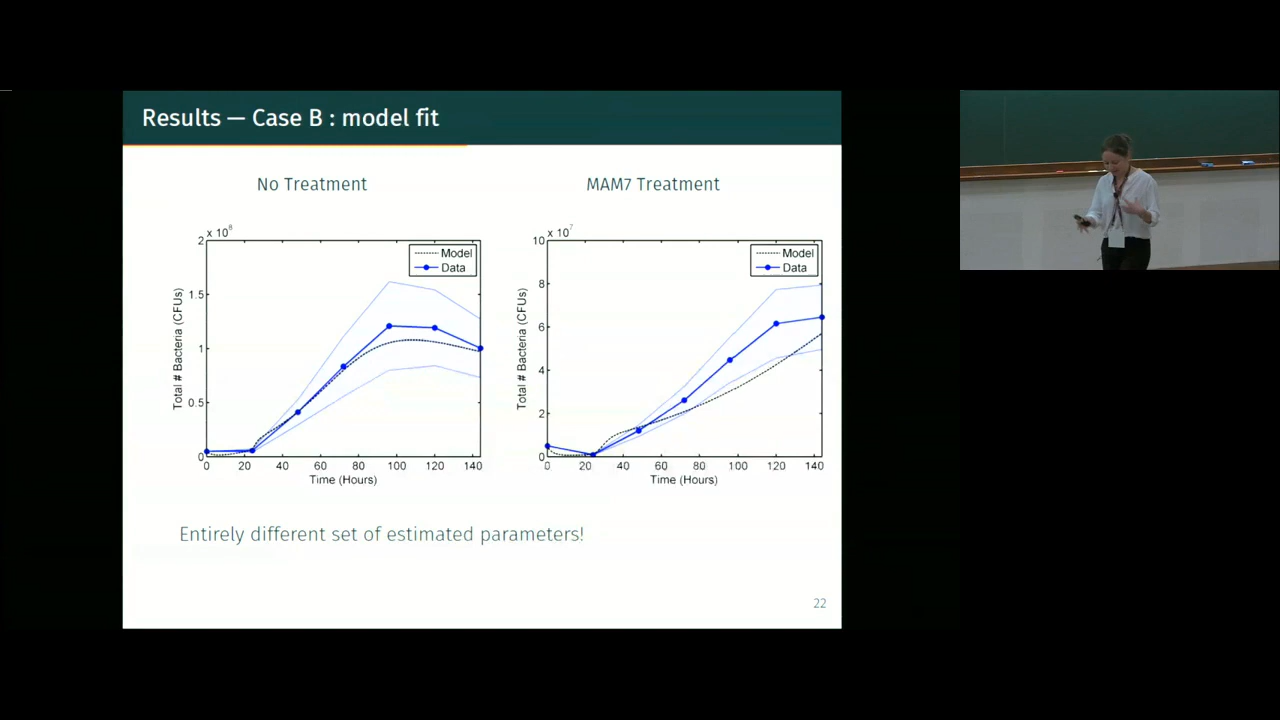 Results — Case B : model fit
No Treatment
MAM7 Treatment
2 x 10^8
1.5
1
0.5
0
0 20 40 60 80 100 120 140
Total # Bacteria (CFUs)
Time (Hours)
Model
Data
10 x 10^7
8
6
4
2
0
0 20 40 60 80 100 120 140
Total # Bacteria (CFUs)
Time (Hours)
Model
Data
Entirely different set of estimated parameters!
22